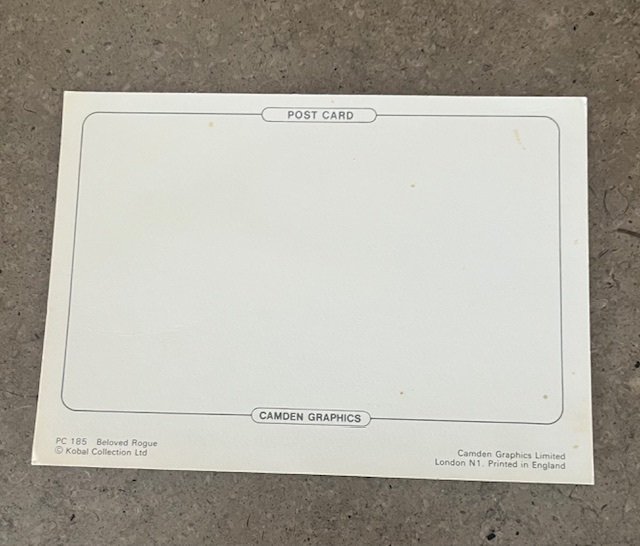 POST CARD
CAMDEN GRAPHICS
PC 185 Beloved Rogue
© Kobal Collection Ltd
Camden Graphics Limited
London N1. Printed in England